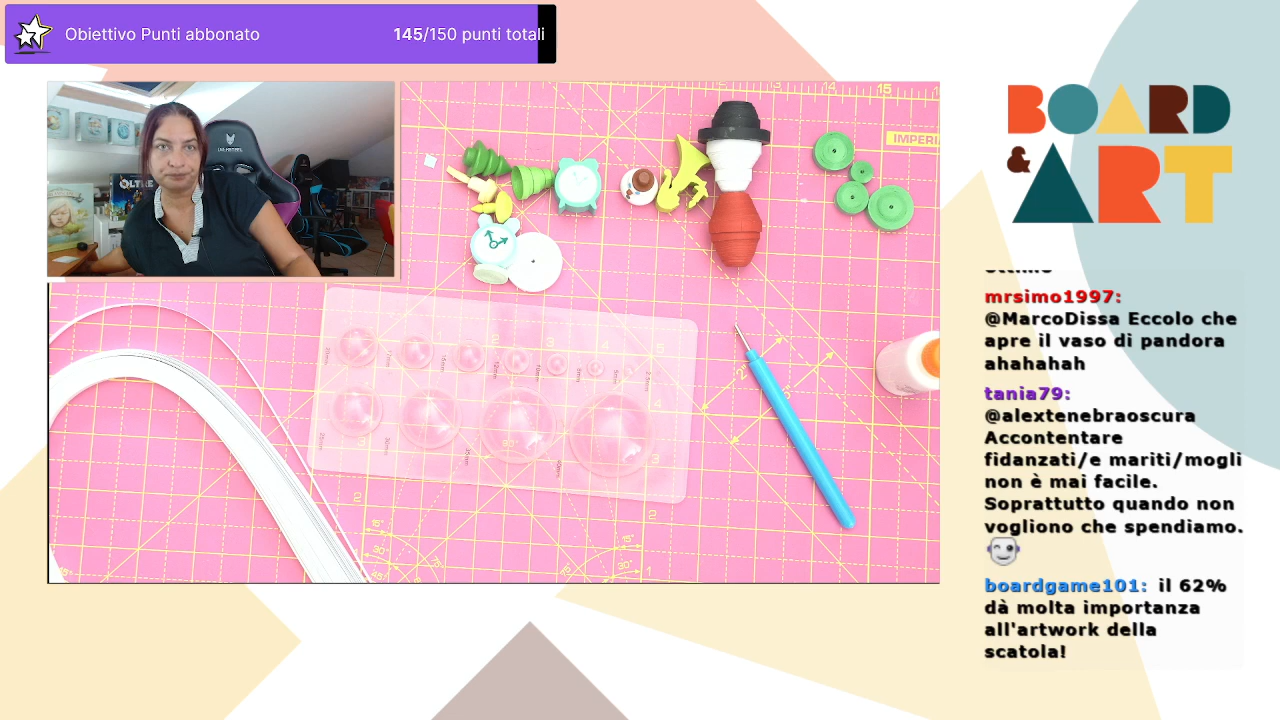 Obiettivo Punti abbonato
145/150 punti totali
15
IMPERI
OLTRE
BOARD
& ART
mrsimo1997:
@MarcoDissa Eccolo che
apre il vaso di pandora
ahahahah
tania79:
@alextenebraoscura
Accontentare
fidanzati/e mariti/mogli
non è mai facile.
Soprattutto quando non
vogliono che spendiamo.
boardgame101: il 62%
dà molta importanza
all'artwork della
scatola!